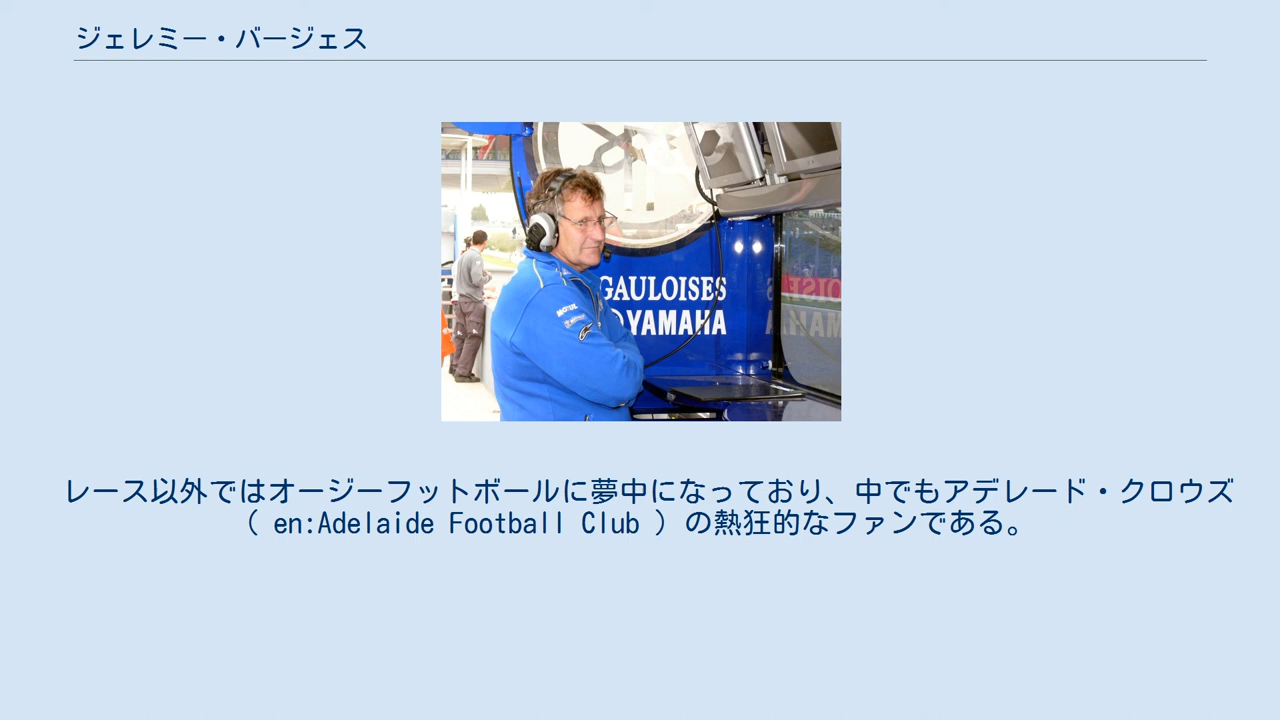 ジェレミー・バージェス
GAULOISES
YAMAHA
MOTUL
レース以外ではオージーフットボールに夢中になっており、中でもアデレード・クロウズ
( en:Adelaide Football Club ) の熱狂的なファンである。